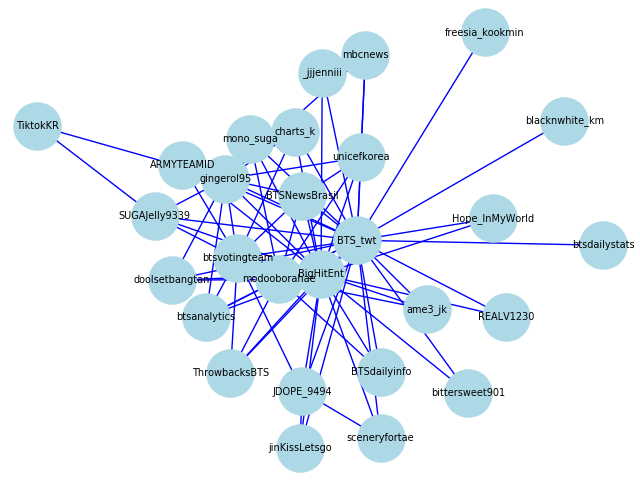 freesia_kookmin
mbcnews
_jjjenniii
blacknwhite_km
TiktokKR
charts_k
mono_suga
unicefkorea
ARMYTEAMID
gingerol95
BTSNewsBrasil
SUGAJelly9339
Hope_InMyWorld
BTS_twt
btsdailystats
btsvotingteam
BigHitEnt
doolsetbangtan
modooboranae
ame3_jk
btsanalytics
REALV1230
ThrowbacksBTS
BTSdailyinfo
JDOPE_9494
bittersweet901
sceneryfortae
jinKissLetsgo